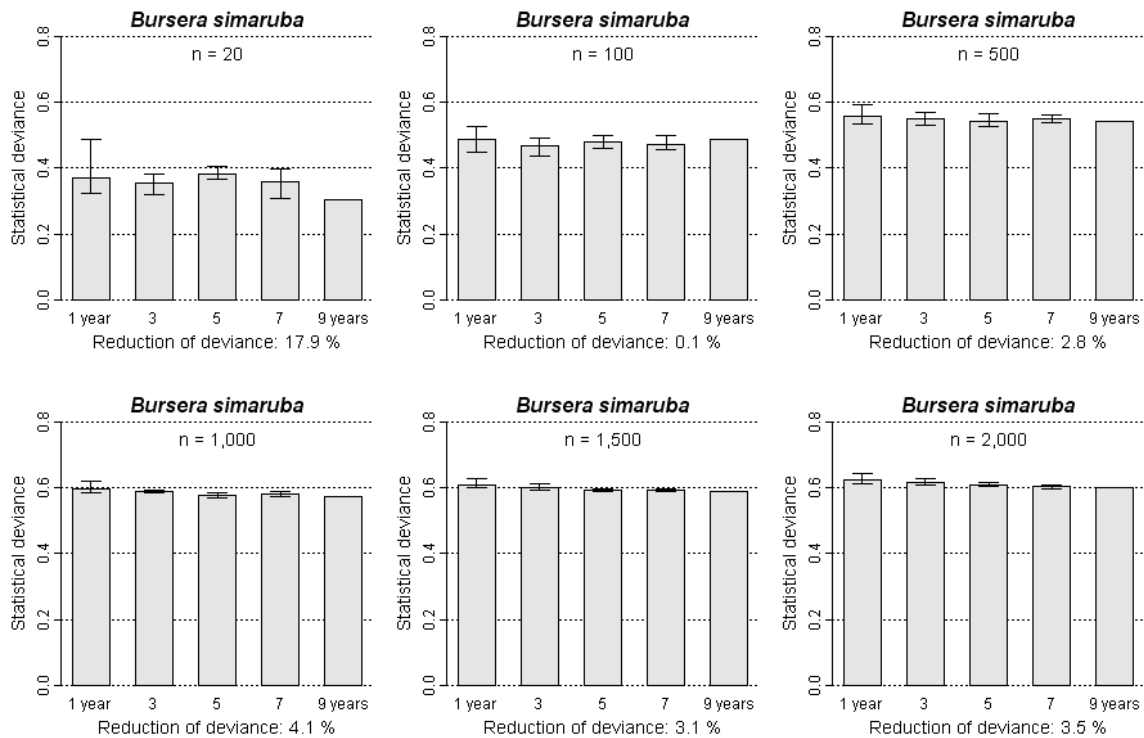 Bursera simaruba
n = 20
Statistical deviance
0.8
0.6
0.4
0.2
0.0
1 year 3 5 7 9 years
Reduction of deviance: 17.9 %
Bursera simaruba
n = 100
Statistical deviance
0.8
0.6
0.4
0.2
0.0
1 year 3 5 7 9 years
Reduction of deviance: 0.1 %
Bursera simaruba
n = 500
Statistical deviance
0.8
0.6
0.4
0.2
0.0
1 year 3 5 7 9 years
Reduction of deviance: 2.8 %
Bursera simaruba
n = 1,000
Statistical deviance
0.8
0.6
0.4
0.2
0.0
1 year 3 5 7 9 years
Reduction of deviance: 4.1 %
Bursera simaruba
n = 1,500
Statistical deviance
0.8
0.6
0.4
0.2
0.0
1 year 3 5 7 9 years
Reduction of deviance: 3.1 %
Bursera simaruba
n = 2,000
Statistical deviance
0.8
0.6
0.4
0.2
0.0
1 year 3 5 7 9 years
Reduction of deviance: 3.5 %